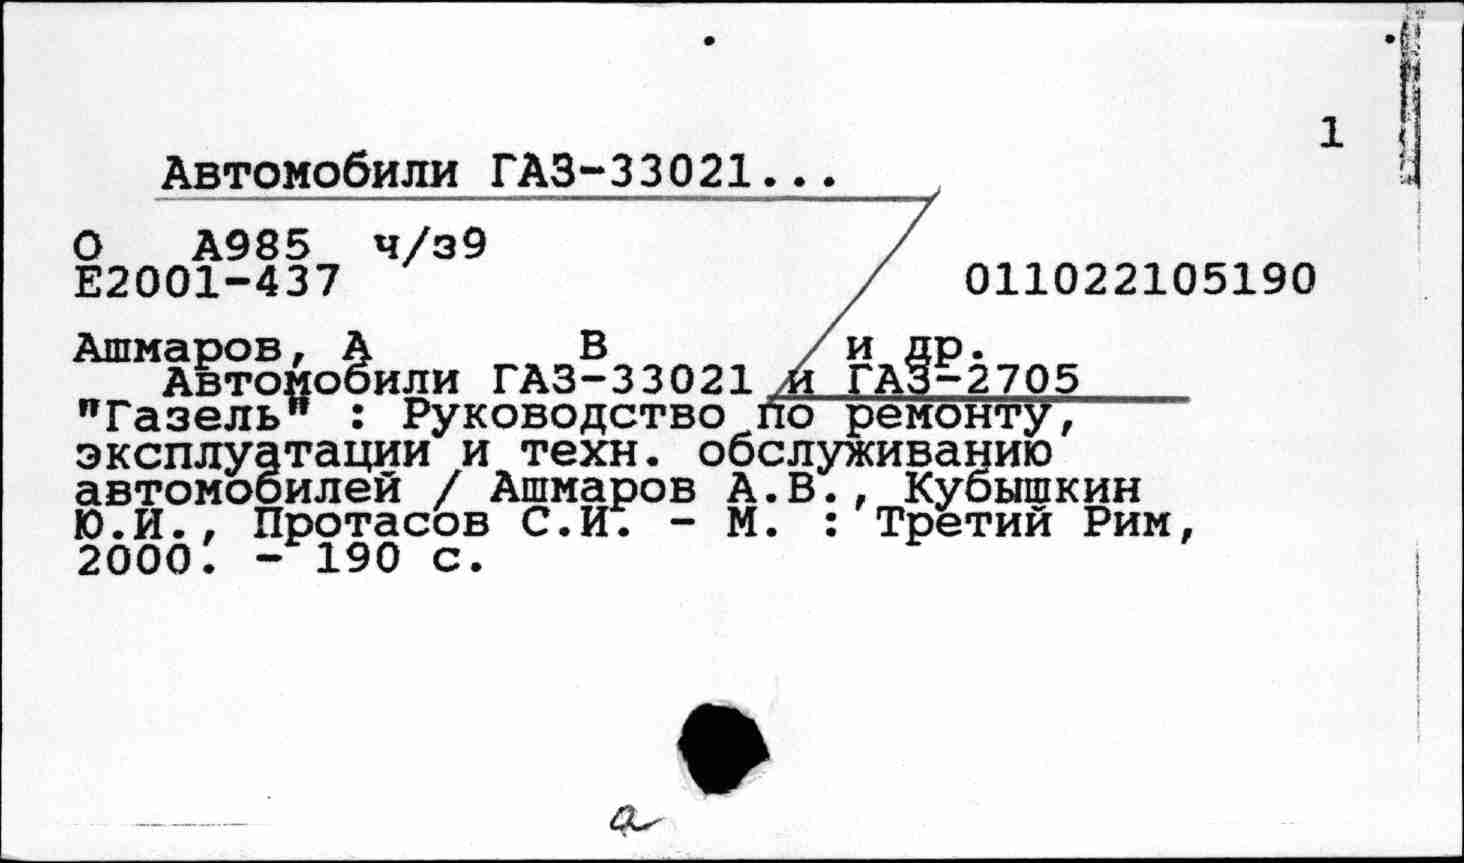 1
Автомобили ГАЗ-33021...
О А985 ч/з9
Е2001-437
011022105190
Ашмаров, А В и др.
Автомобили ГАЗ-33021 и ГАЗ-2705
"Газель" : Руководство по ремонту,
эксплуатации и техн. обслуживанию
автомобилей / Ашмаров А.В., Кубышкин
Ю.И., Протасов С.И. - М. : Третий Рим,
2000. - 190 с.
а